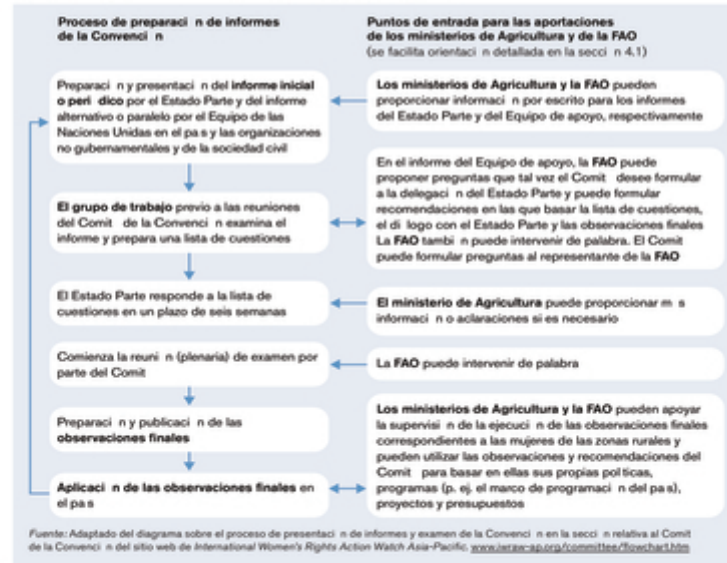 Proceso de preparaci n de informes
de la Convenci n
Puntos de entrada para las aportaciones
de los ministerios de Agricultura y de la FAO
(se facilita orientaci n detallada en la secci n 4.1)
Preparaci n y presentaci n del informe inicial
o peri dico por el Estado Parte y del informe
alternativo o paralelo por el Equipo de las
Naciones Unidas en el pa s y las organizaciones
no gubernamentales y de la sociedad civil
Los ministerios de Agricultura y la FAO pueden
proporcionar informaci n por escrito para los informes
del Estado Parte y del Equipo de apoyo, respectivamente
El grupo de trabajo previo a las reuniones
del Comit de la Convenci n examina el
informe y prepara una lista de cuestiones
En el informe del Equipo de apoyo, la FAO puede
proponer preguntas que tal vez el Comit desee formular
a la delegaci n del Estado Parte y puede formular
recomendaciones en las que basar la lista de cuestiones,
el di logo con el Estado Parte y las observaciones finales
La FAO tambi n puede intervenir de palabra. El Comit
puede formular preguntas al representante de la FAO
El Estado Parte responde a la lista de
cuestiones en un plazo de seis semanas
El ministerio de Agricultura puede proporcionar m s
informaci n o aclaraciones si es necesario
Comienza la reuni n (plenaria) de examen por
parte del Comit
La FAO puede intervenir de palabra
Preparaci n y publicaci n de las
observaciones finales
Los ministerios de Agricultura y la FAO pueden apoyar
la supervisi n de la ejecuci n de las observaciones finales
correspondientes a las mujeres de las zonas rurales y
pueden utilizar las observaciones y recomendaciones del
Comit para basar en ellas sus propias pol ticas,
programas (p. ej. el marco de programaci n del pa s),
proyectos y presupuestos
Aplicaci n de las observaciones finales en
el pa s
Fuente: Adaptado del diagrama sobre el proceso de presentaci n de informes y examen de la Convenci n en la secci n relativa al Comit
de la Convenci n del sitio web de International Women's Rights Action Watch Asia-Pacific, www.iwraw-ap.org/committee/flowchart.htm